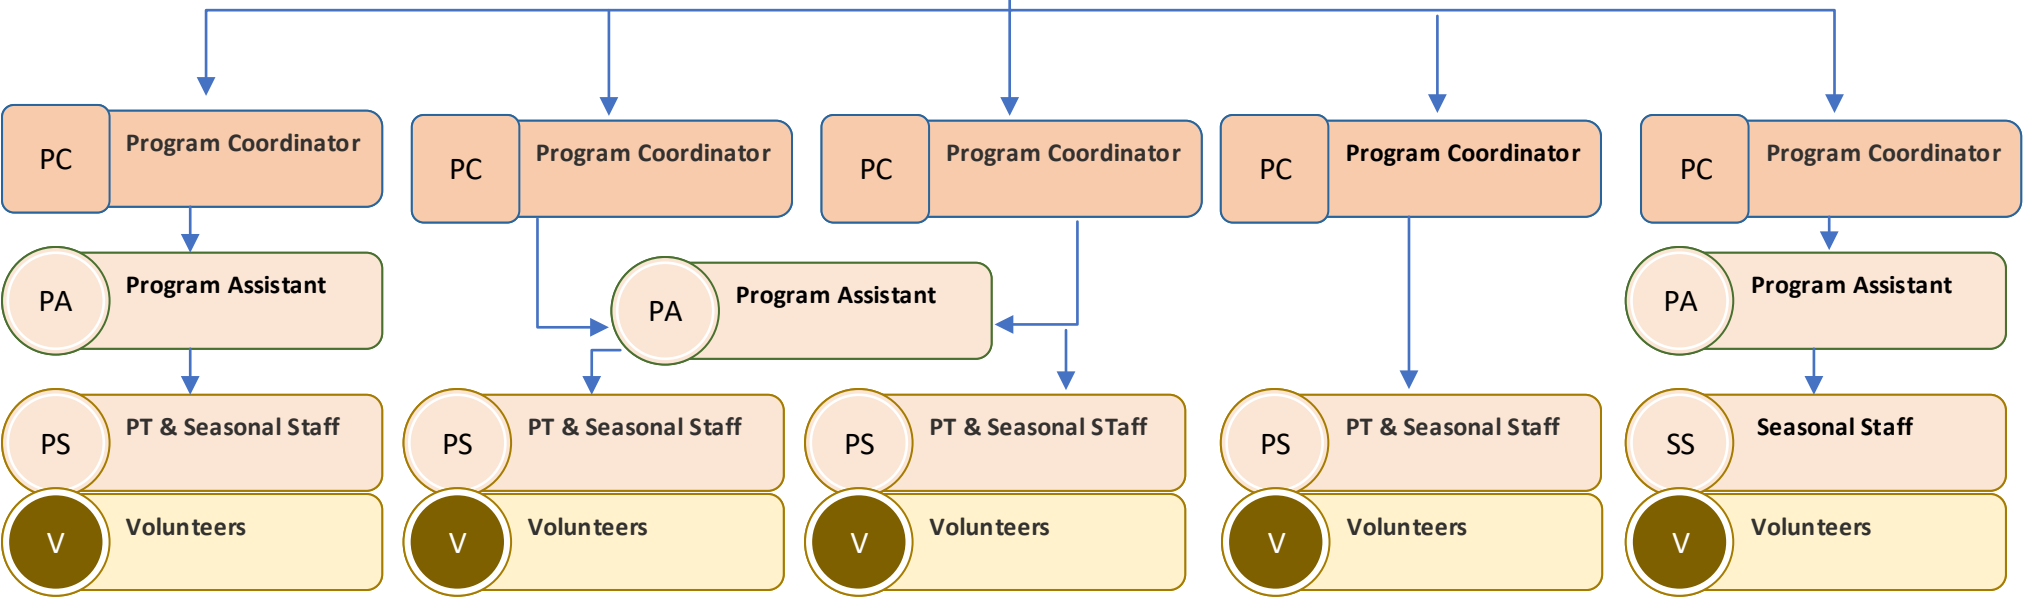 PC
Program Coordinator
PC
Program Coordinator
PC
Program Coordinator
PC
Program Coordinator
PC
Program Coordinator
PA
Program Assistant
PA
Program Assistant
PA
Program Assistant
PS
PT & Seasonal Staff
PS
PT & Seasonal Staff
PS
PT & Seasonal STaff
PS
PT & Seasonal Staff
SS
Seasonal Staff
V
Volunteers
V
Volunteers
V
Volunteers
V
Volunteers
V
Volunteers